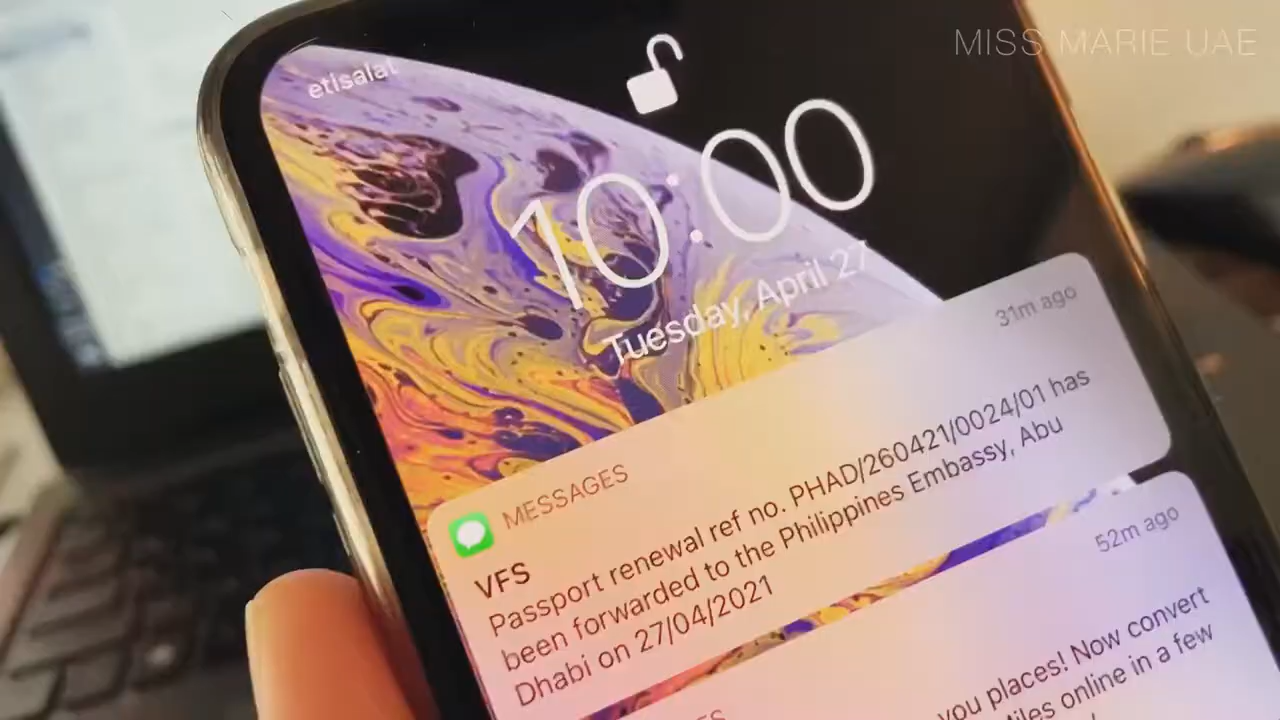 MISS MARIE UAE
etisalat
10:00
Tuesday, April 27
MESSAGES
31m ago
VFS
Passport renewal ref no. PHAD/260421/0024/01 has
been forwarded to the Philippines Embassy, Abu
Dhabi on 27/04/2021
52m ago
you places! Now convert
Miles online in a few